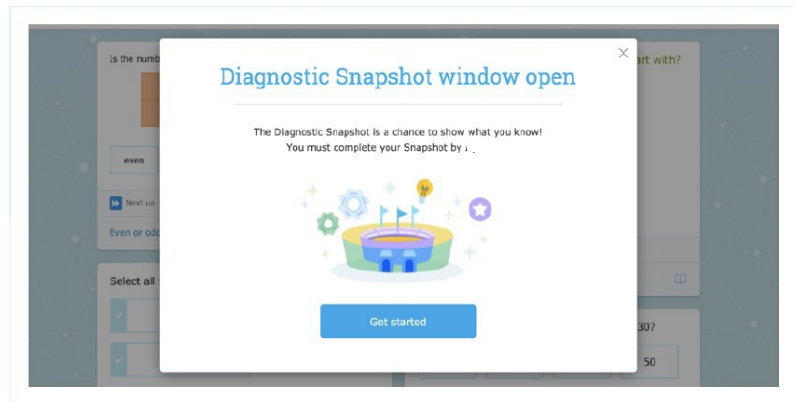 Is the numb
art with?
Diagnostic Snapshot window open
The Diagnostic Snapshot is a chance to show what you know!
You must complete your Snapshot by
even
Next up
Even or odd
Select all
Get started
30?
50